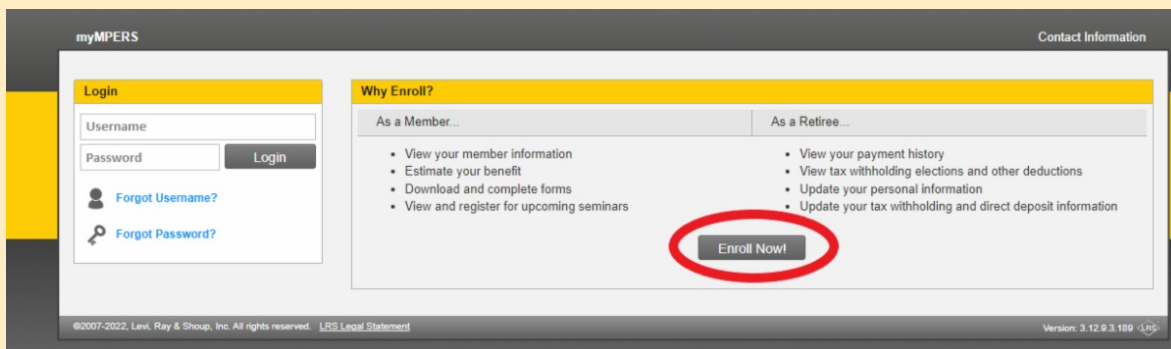 myMPERS
Contact Information
Login
Username
Password
Login
Forgot Username?
Forgot Password?
Why Enroll?
As a Member...
As a Retiree...
• View your member information
• Estimate your benefit
• Download and complete forms
• View and register for upcoming seminars
• View your payment history
• View tax withholding elections and other deductions
• Update your personal information
• Update your tax withholding and direct deposit information
Enroll Now!
©2007-2022, Levi, Ray & Shoup, Inc. All rights reserved. LRS Legal Statement
Version: 3.12.9.3.189 LRS